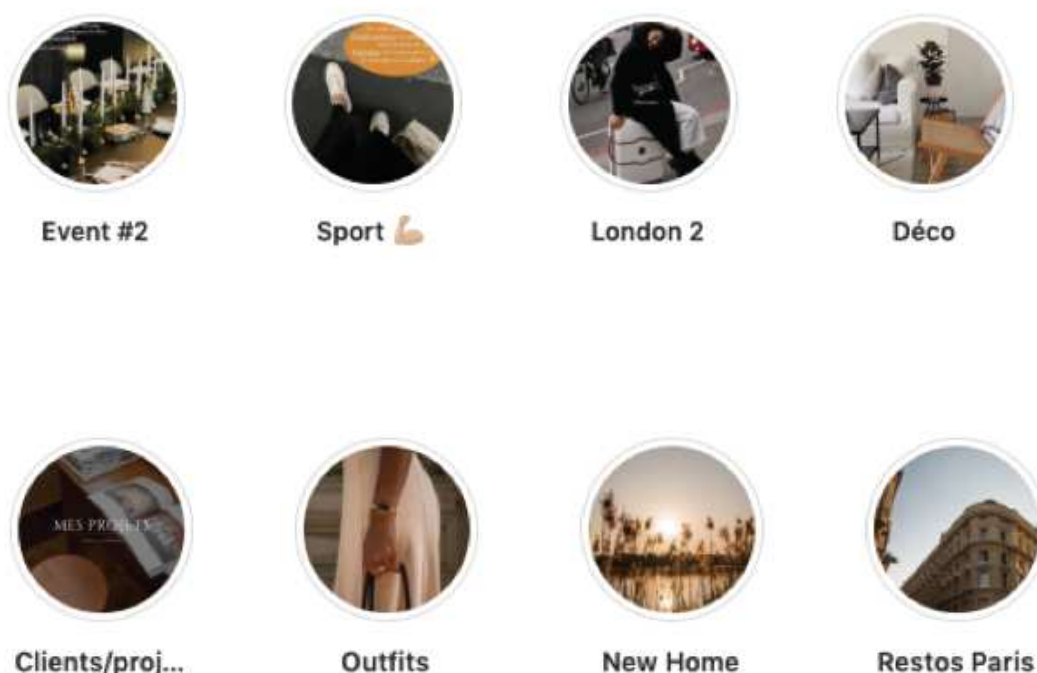 Event #2
Sport 💪🏼
London 2
Déco
MES PROJETS
Clients/proj...
Outfits
New Home
Restos Paris